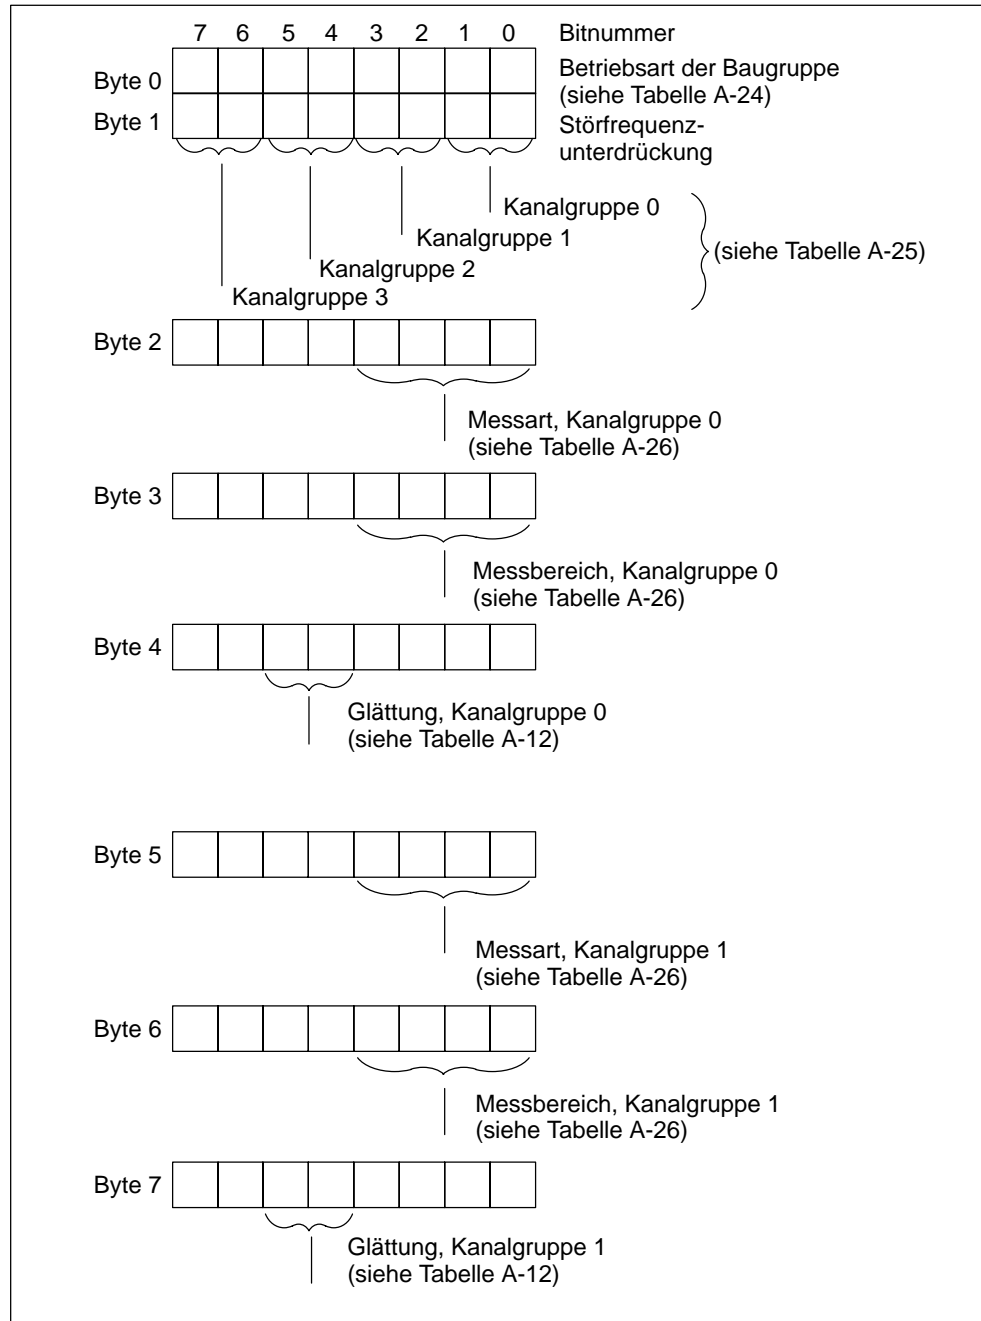 7 6 5 4 3 2 1 0 Bitnummer
Byte 0
Betriebsart der Baugruppe
(siehe Tabelle A-24)
Byte 1
Störfrequenz-
unterdrückung
Kanalgruppe 0
Kanalgruppe 1
Kanalgruppe 2
Kanalgruppe 3
(siehe Tabelle A-25)
Byte 2
Messart, Kanalgruppe 0
(siehe Tabelle A-26)
Byte 3
Messbereich, Kanalgruppe 0
(siehe Tabelle A-26)
Byte 4
Glättung, Kanalgruppe 0
(siehe Tabelle A-12)
Byte 5
Messart, Kanalgruppe 1
(siehe Tabelle A-26)
Byte 6
Messbereich, Kanalgruppe 1
(siehe Tabelle A-26)
Byte 7
Glättung, Kanalgruppe 1
(siehe Tabelle A-12)